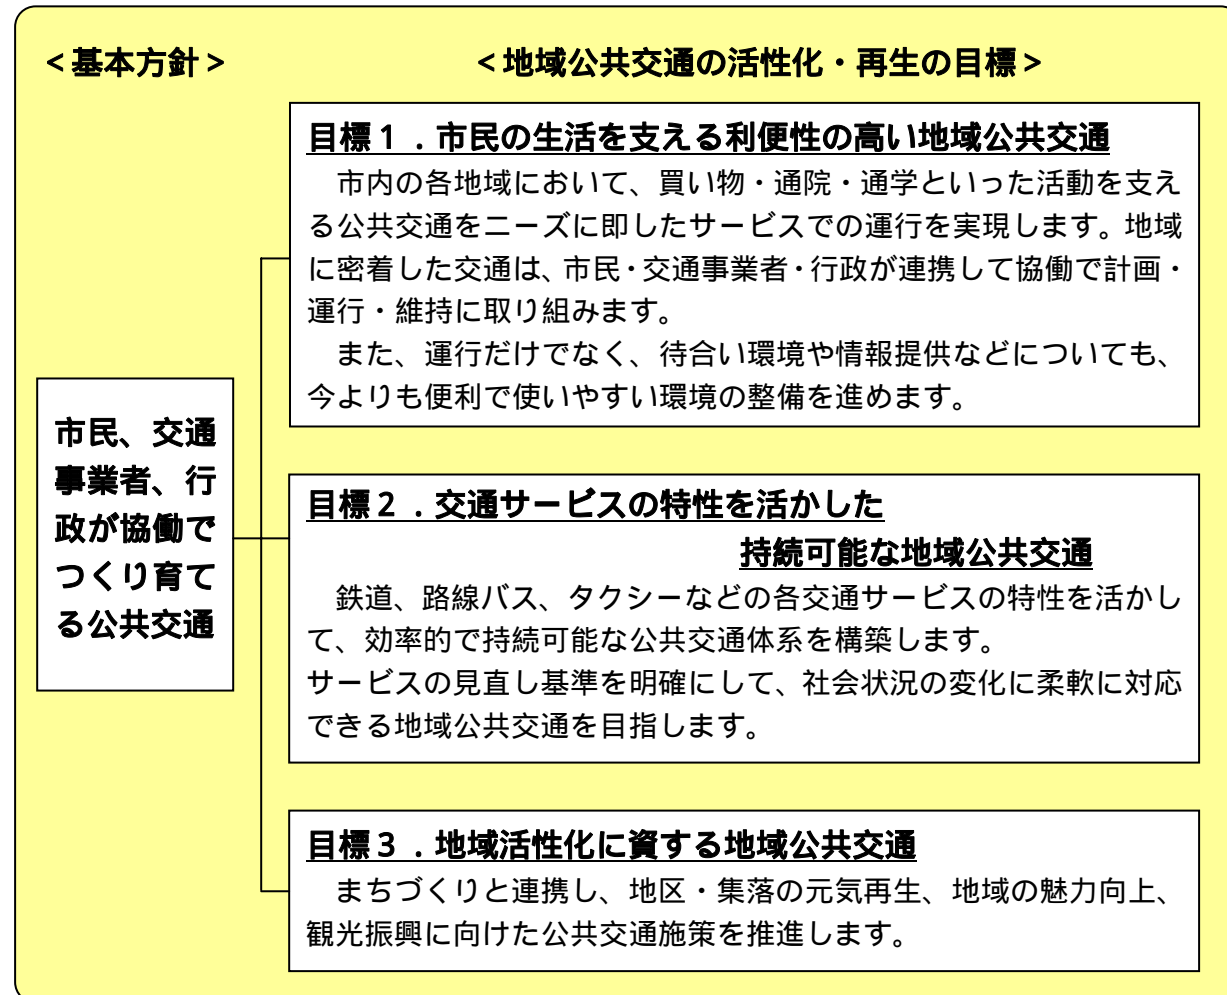 ＜基本方針＞
＜地域公共交通の活性化・再生の目標＞
目標１．市民の生活を支える利便性の高い地域公共交通
市内の各地域において、買い物・通院・通学といった活動を支え
る公共交通をニーズに即したサービスでの運行を実現します。地域
に密着した交通は、市民・交通事業者・行政が連携して協働で計画・
運行・維持に取り組みます。
また、運行だけでなく、待合い環境や情報提供などについても、
今よりも便利で使いやすい環境の整備を進めます。
市民、交通
事業者、行
政が協働で
つくり育て
る公共交通
目標２．交通サービスの特性を活かした
持続可能な地域公共交通
鉄道、路線バス、タクシーなどの各交通サービスの特性を活かし
て、効率的で持続可能な公共交通体系を構築します。
サービスの見直し基準を明確にして、社会状況の変化に柔軟に対応
できる地域公共交通を目指します。
目標３．地域活性化に資する地域公共交通
まちづくりと連携し、地区・集落の元気再生、地域の魅力向上、
観光振興に向けた公共交通施策を推進します。